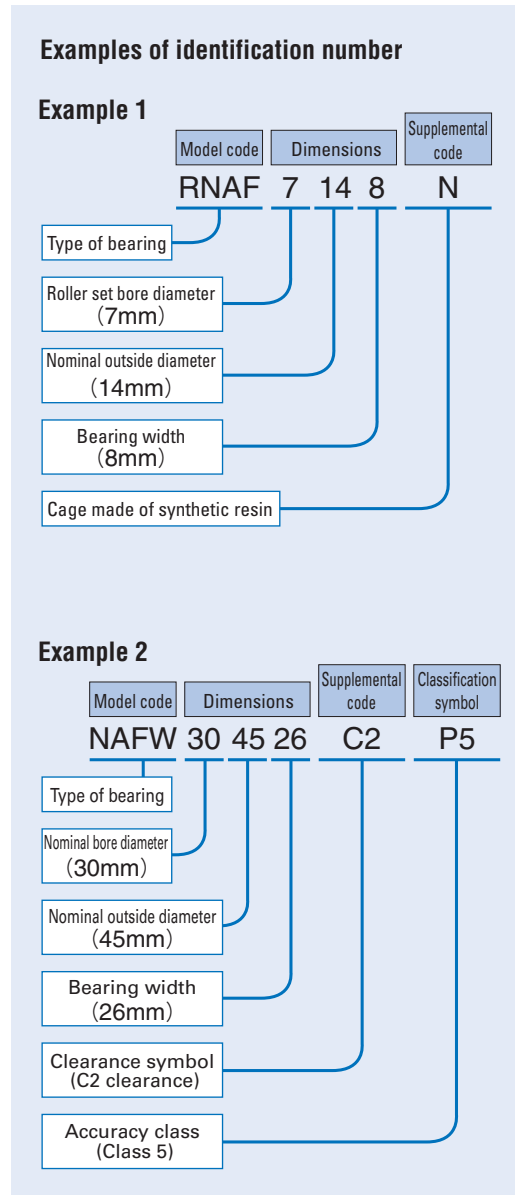 Examples of identification number
Example 1
Model code
Dimensions
Supplemental
code
RNAF 7 14 8 N
Type of bearing
Roller set bore diameter
（7mm）
Nominal outside diameter
（14mm）
Bearing width
（8mm）
Cage made of synthetic resin
Example 2
Model code
Dimensions
Supplemental
code
Classification
symbol
NAFW 30 45 26 C2 P5
Type of bearing
Nominal bore diameter
（30mm）
Nominal outside diameter
（45mm）
Bearing width
（26mm）
Clearance symbol
(C2 clearance)
Accuracy class
(Class 5)